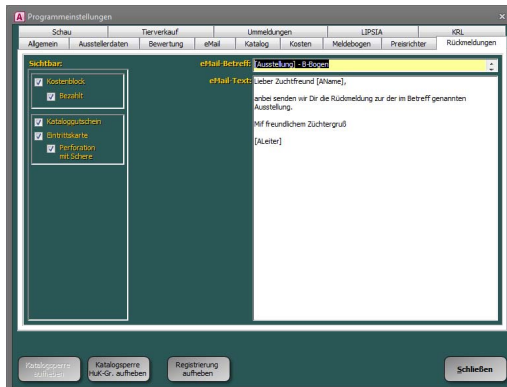 A Programmeinstellungen
Schau Tierverkauf Ummeldungen LIPSIA KRL
Allgemein Ausstellerdaten Bewertung eMail Katalog Kosten Meldebogen Preisrichter Rückmeldungen
Sichtbar:
eMail-Betreff: [Ausstellung] - B-Bogen
Kostenblock
Bezahlt
Kataloggutschein
Eintrittskarte
Perforation
mit Schere
eMail-Text: Lieber Zuchtfreund [AName],
anbei senden wir Dir die Rückmeldung zur der im Betreff genannten
Ausstellung.
Mif freundlichem Züchtergruß
[ALeiter]
Katalogsperre
aufheben
Katalogsperre
HuK-Gr. aufheben
Registrierung
aufheben
Schließen